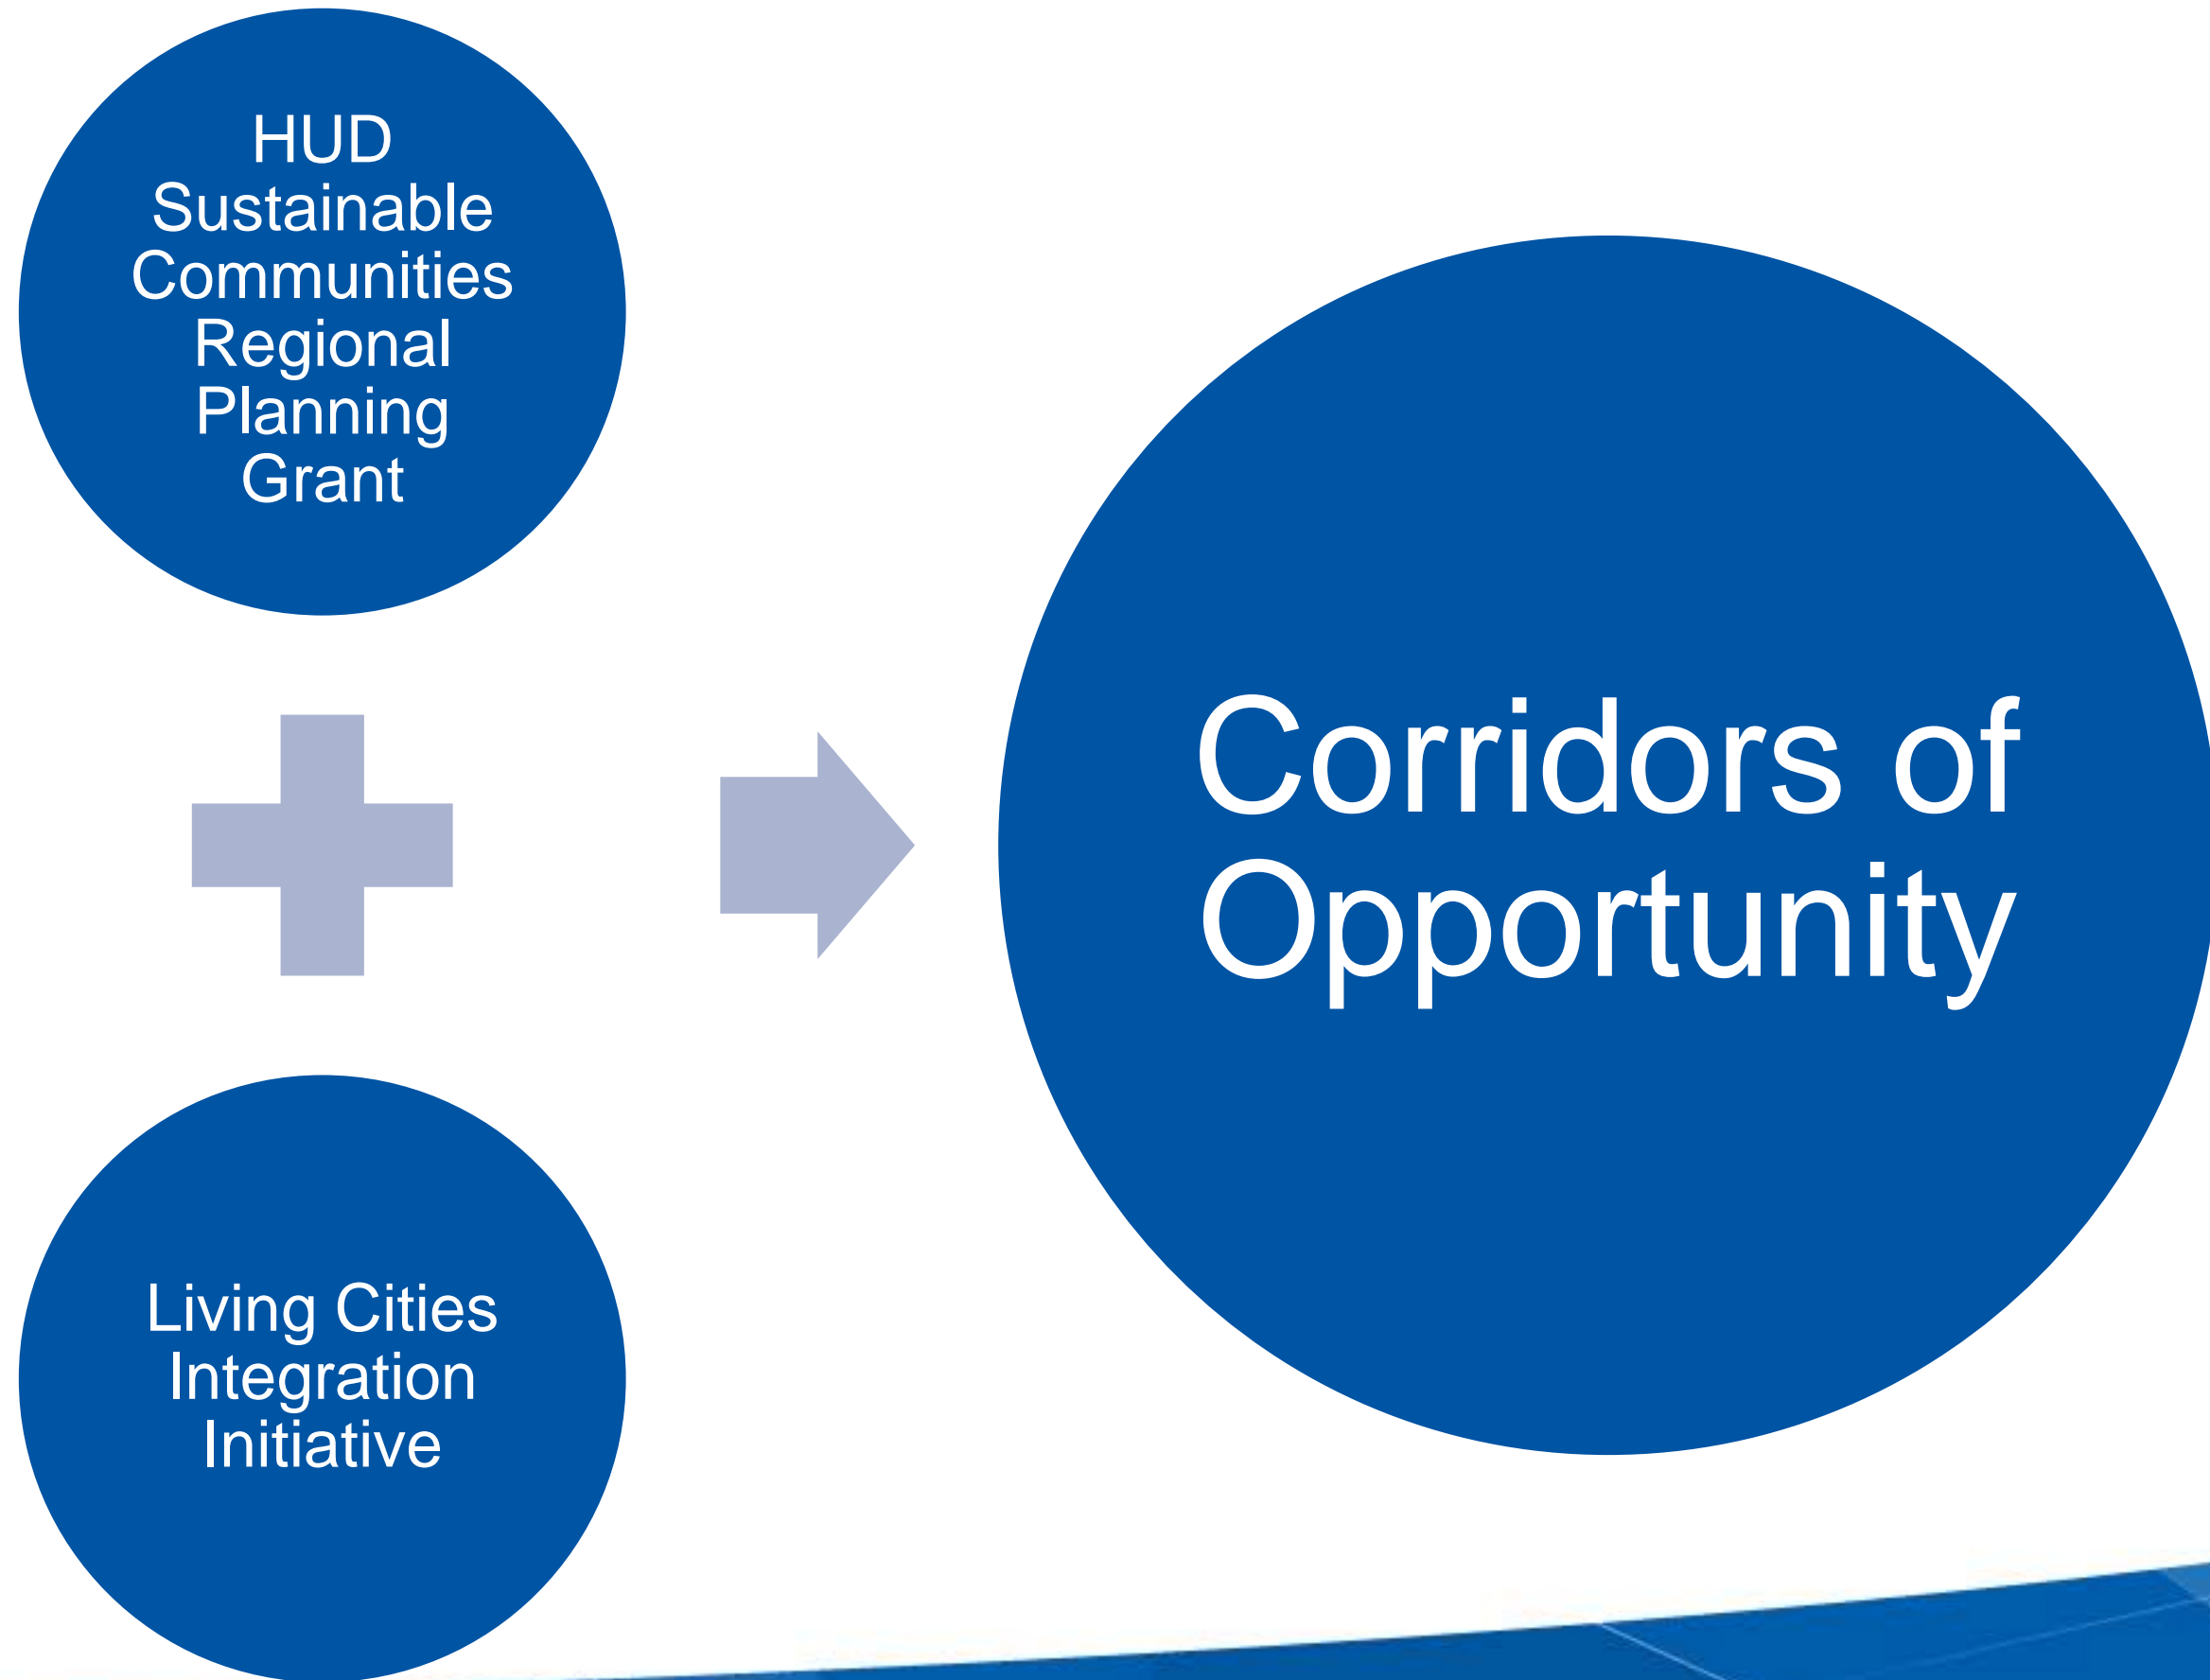 HUD
Sustainable
Communities
Regional
Planning
Grant
Living Cities
Integration
Initiative
Corridors of
Opportunity